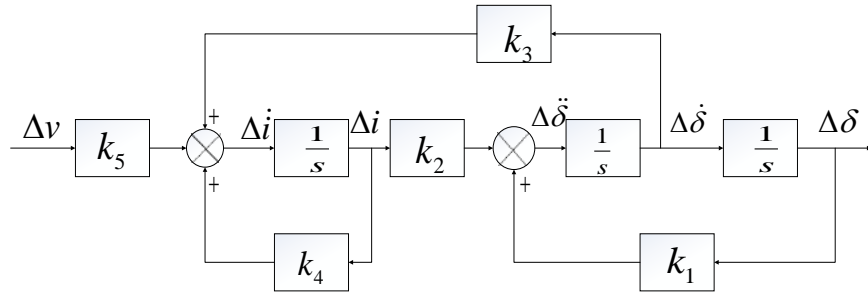 k₃
+
Δv
k₅
Δi̇
1/s
Δi
k₂
Δδ̈
1/s
Δδ̇
1/s
Δδ
+
+
k₄
k₁